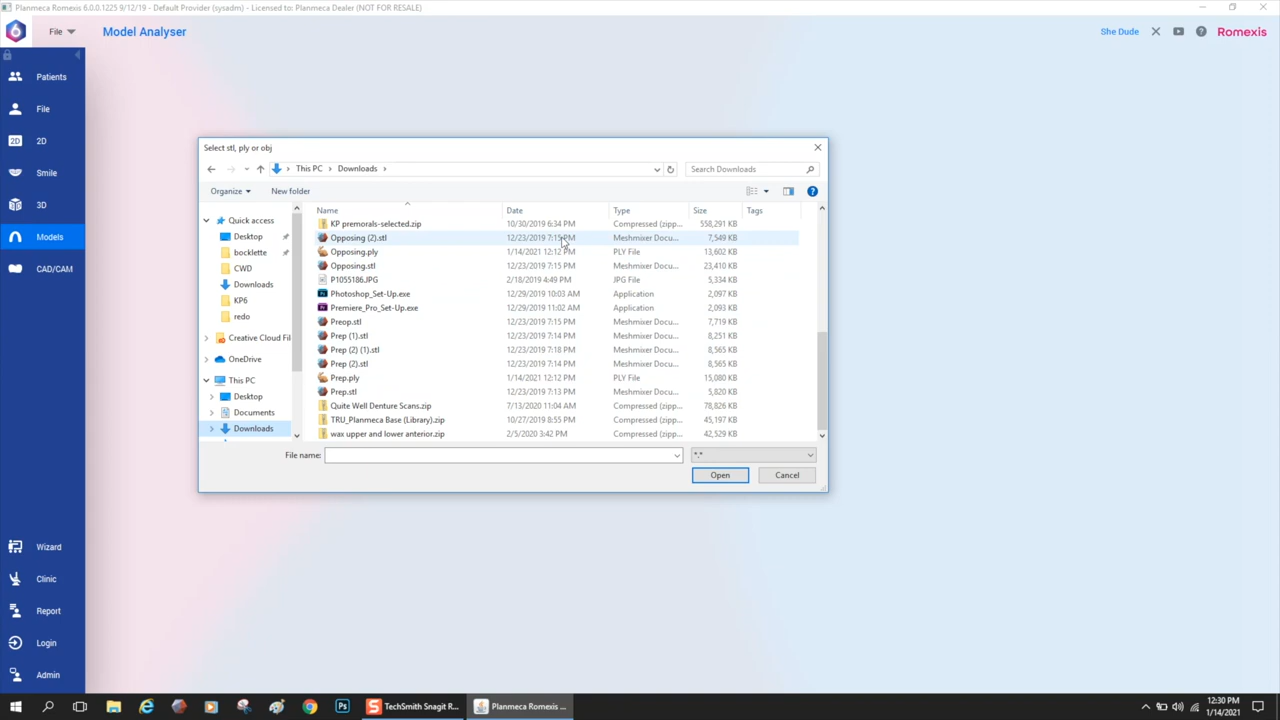 Planmeca Romexis 6.0.0.1225 9/12/19 - Default Provider (sysadm) - Licensed to: Planmeca Dealer (NOT FOR RESALE)
6 File Model Analyser She Dude Romexis
Patients
File
2D 2D
Smile
3D
Models
CAD/CAM
Wizard
Clinic
Report
Login
Admin
Select stl, ply or obj
This PC > Downloads > Search Downloads
Organize New folder
Quick access
Desktop
bocklette
CWD
Downloads
KP6
redo
Creative Cloud Fil
OneDrive
This PC
Desktop
Documents
Downloads
Name Date Type Size Tags
KP premorals-selected.zip 10/30/2019 6:34 PM Compressed (zipp... 558,291 KB
Opposing (2).stl 12/23/2019 7:15 PM Meshmixer Docu... 7,549 KB
Opposing.ply 1/14/2021 12:12 PM PLY File 13,602 KB
Opposing.stl 12/23/2019 7:15 PM Meshmixer Docu... 23,410 KB
P1055186.JPG 2/18/2019 4:49 PM JPG File 5,334 KB
Photoshop_Set-Up.exe 12/29/2019 10:03 AM Application 2,097 KB
Premiere_Pro_Set-Up.exe 12/29/2019 11:02 AM Application 2,093 KB
Preop.stl 12/23/2019 7:15 PM Meshmixer Docu... 7,719 KB
Prep (1).stl 12/23/2019 7:14 PM Meshmixer Docu... 8,251 KB
Prep (2) (1).stl 12/23/2019 7:18 PM Meshmixer Docu... 8,565 KB
Prep (2).stl 12/23/2019 7:14 PM Meshmixer Docu... 8,565 KB
Prep.ply 1/14/2021 12:12 PM PLY File 15,080 KB
Prep.stl 12/23/2019 7:13 PM Meshmixer Docu... 5,820 KB
Quite Well Denture Scans.zip 7/13/2020 11:04 AM Compressed (zipp... 78,826 KB
TRU_Planmeca Base (Library).zip 10/27/2019 8:55 PM Compressed (zipp... 45,197 KB
wax upper and lower anterior.zip 2/5/2020 3:42 PM Compressed (zipp... 42,529 KB
File name: *.*
Open Cancel
TechSmith Snagit R... Planmeca Romexis ... 12:30 PM
1/14/2021